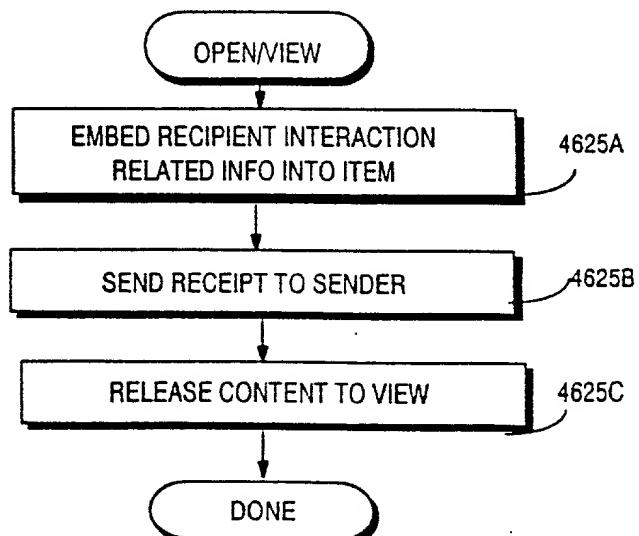 OPEN/VIEW
EMBED RECIPIENT INTERACTION
RELATED INFO INTO ITEM
4625A
SEND RECEIPT TO SENDER
4625B
RELEASE CONTENT TO VIEW
4625C
DONE